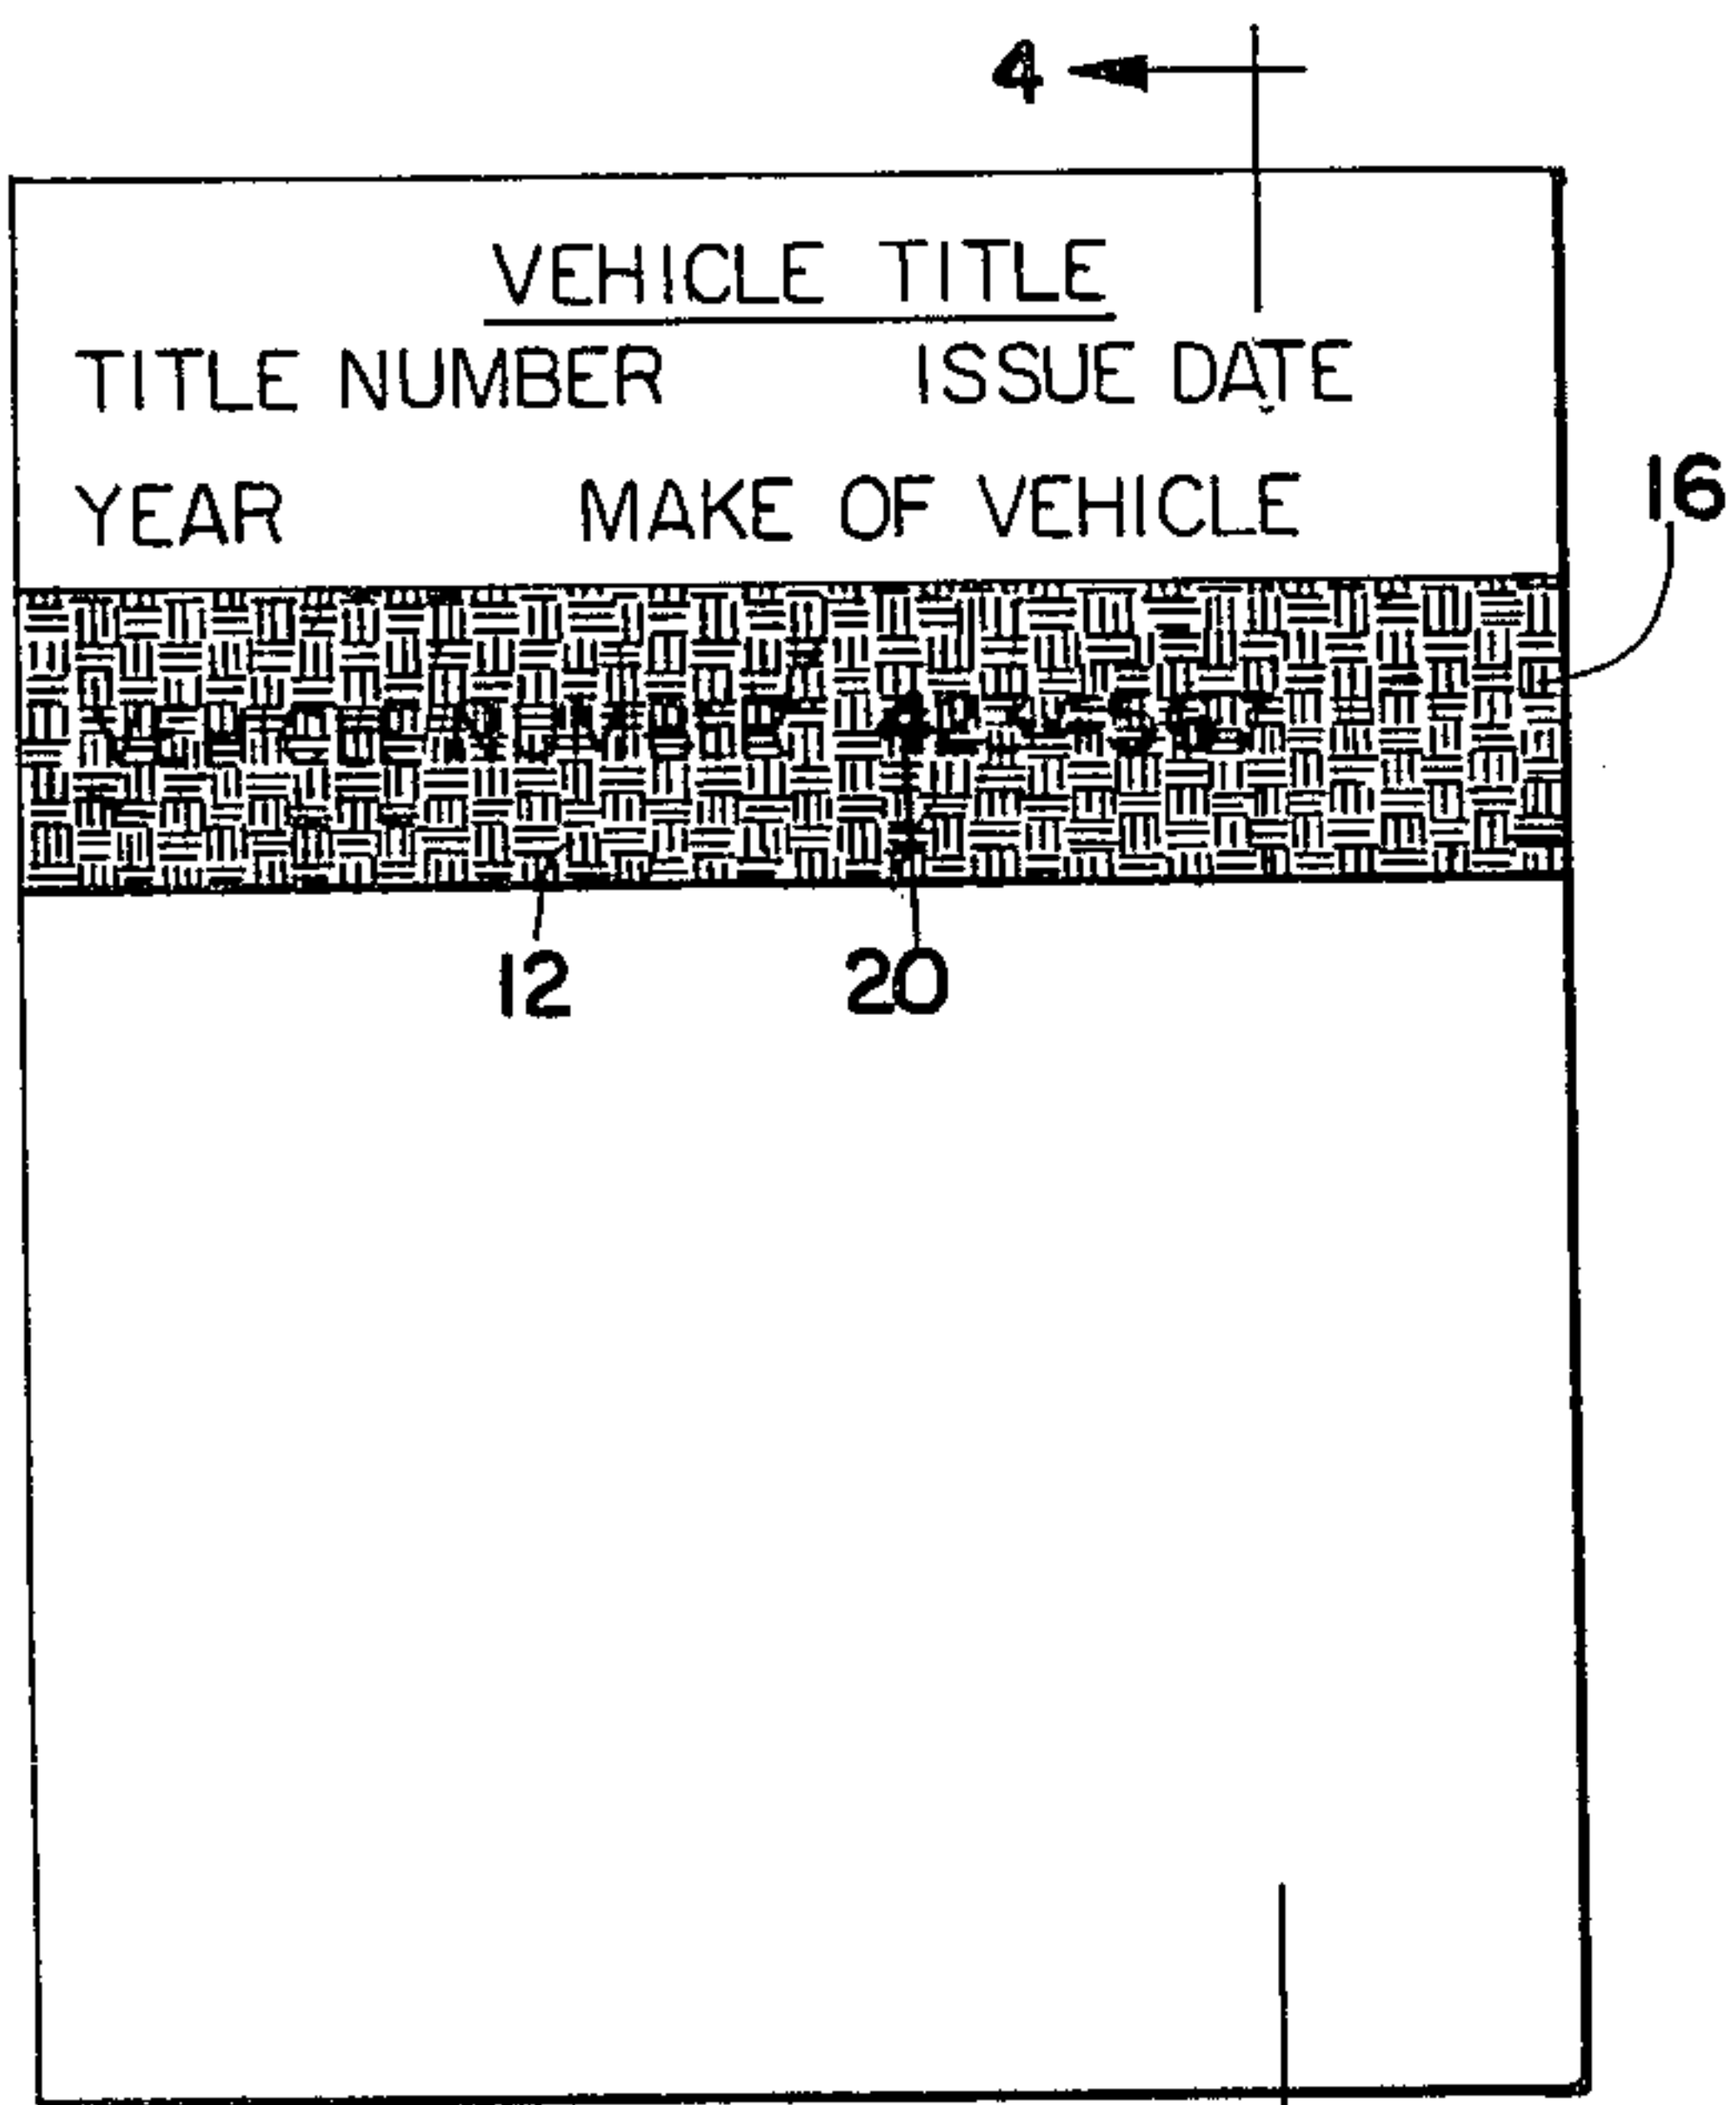 4
VEHICLE TITLE
TITLE NUMBER ISSUE DATE
YEAR MAKE OF VEHICLE
16
12 20